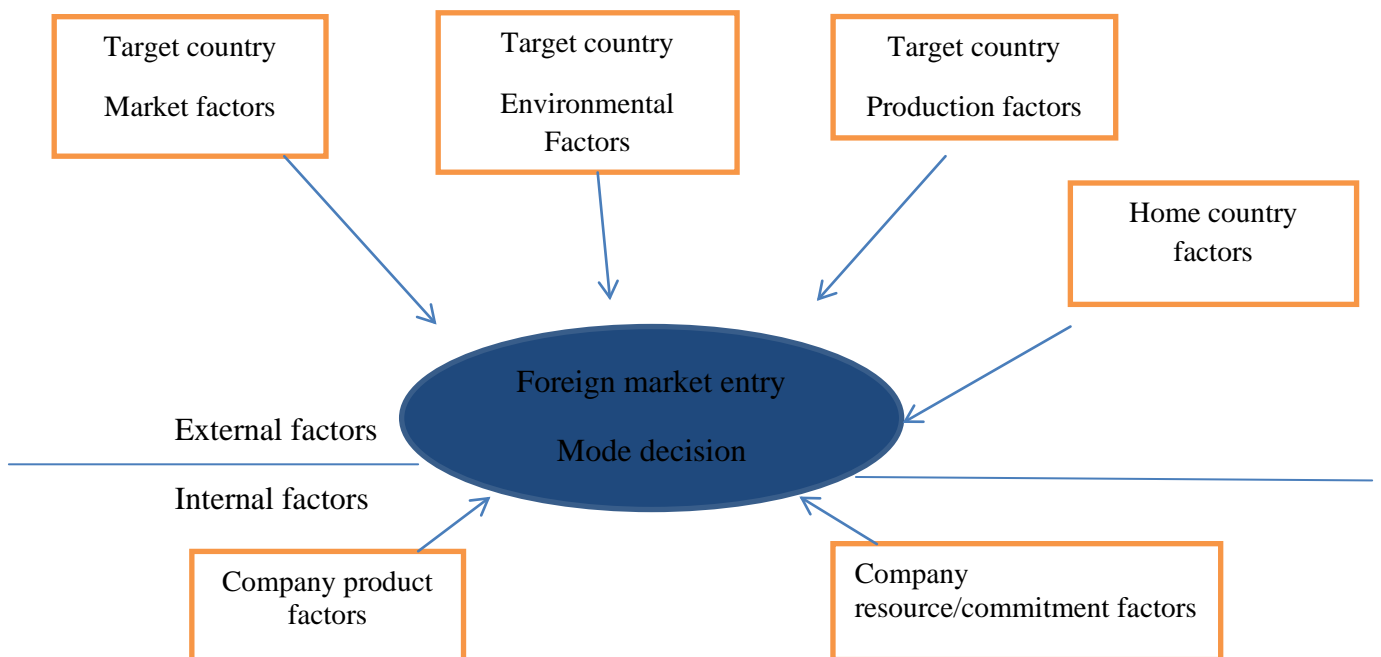 Target country
Market factors
Target country
Environmental
Factors
Target country
Production factors
Home country
factors
Foreign market entry
Mode decision
External factors
Internal factors
Company product
factors
Company
resource/commitment factors